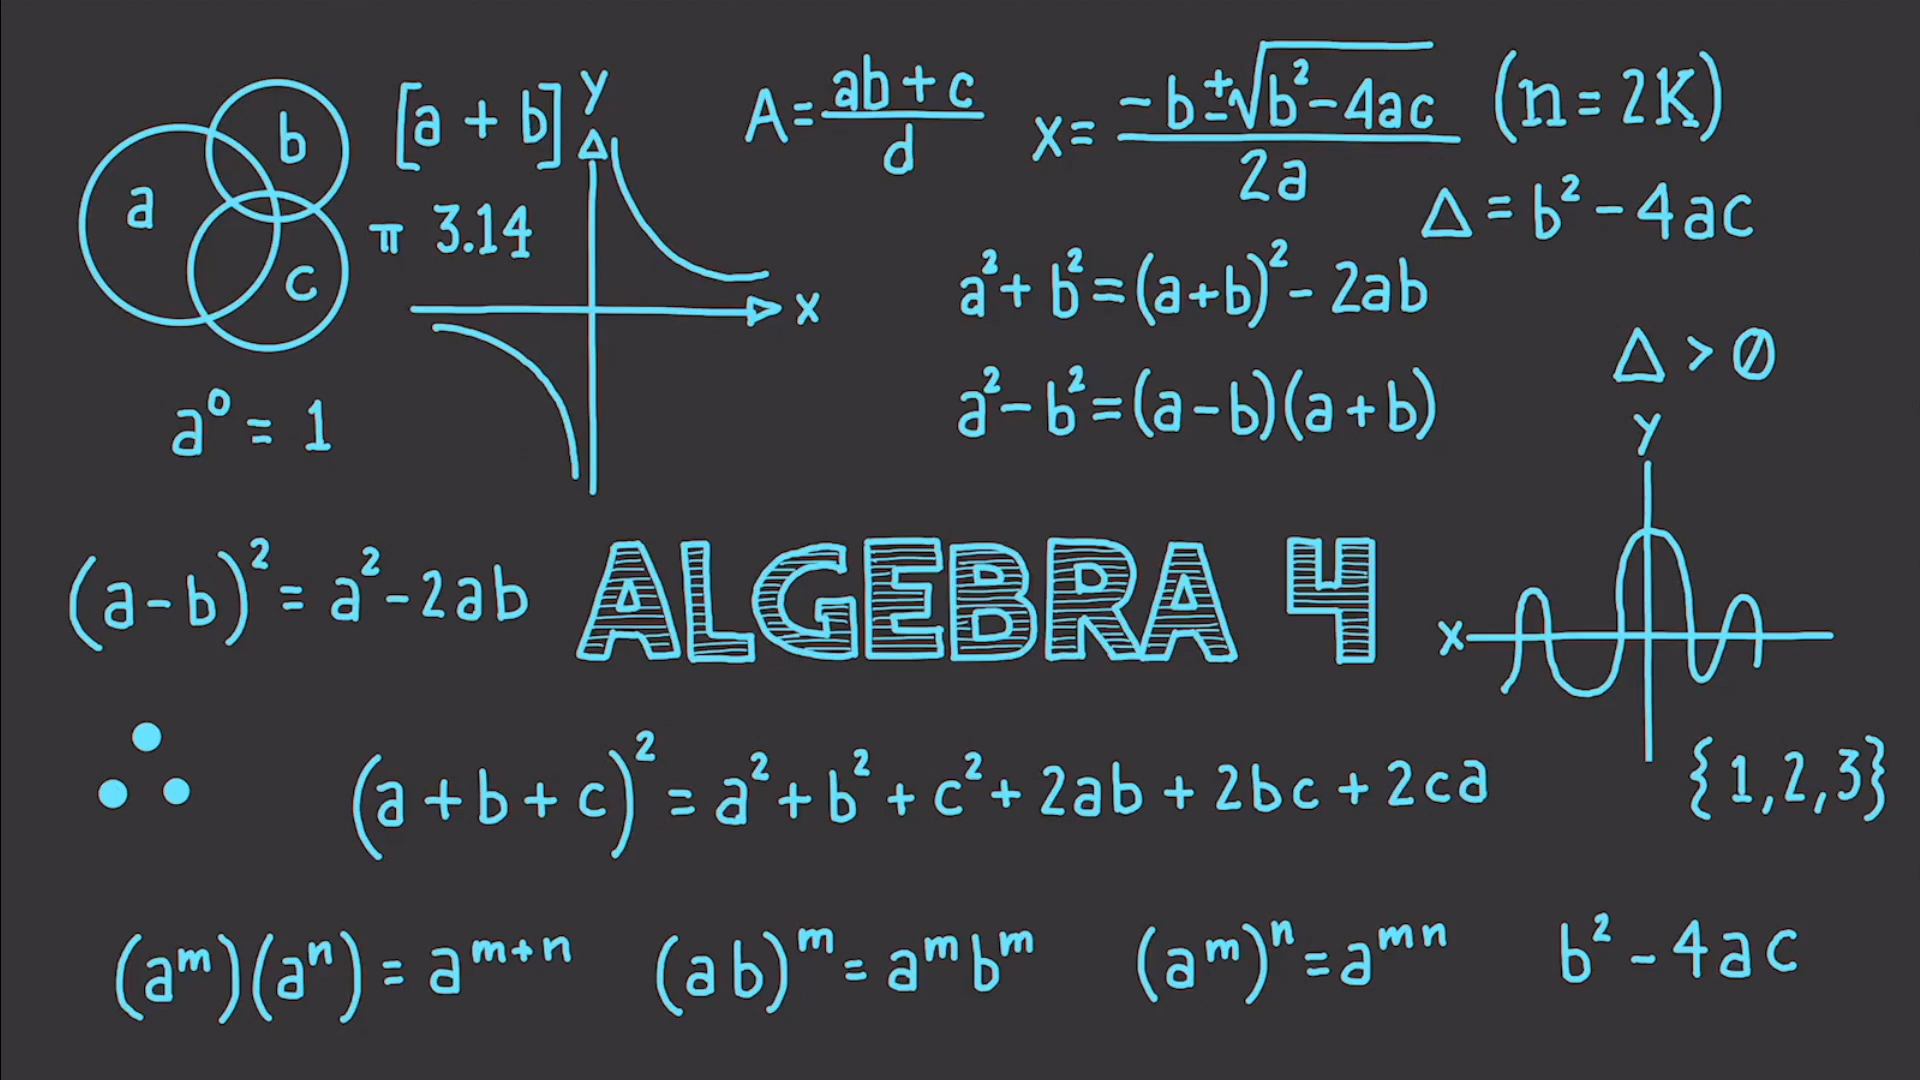 a
b
c
[a + b]
π 3.14
a⁰ = 1
Y
X
A = (ab + c)/d
x = (-b ± √(b² - 4ac))/2a
(n = 2K)
Δ = b² - 4ac
a² + b² = (a+b)² - 2ab
a² - b² = (a-b)(a+b)
Δ > 0
Y
X
(a-b)² = a² - 2ab
ALGEBRA 4
∴
(a + b + c)² = a² + b² + c² + 2ab + 2bc + 2ca
{1,2,3}
(aᵐ)(aⁿ) = aᵐ⁺ⁿ
(ab)ᵐ = aᵐbᵐ
(aᵐ)ⁿ = aᵐⁿ
b² - 4ac